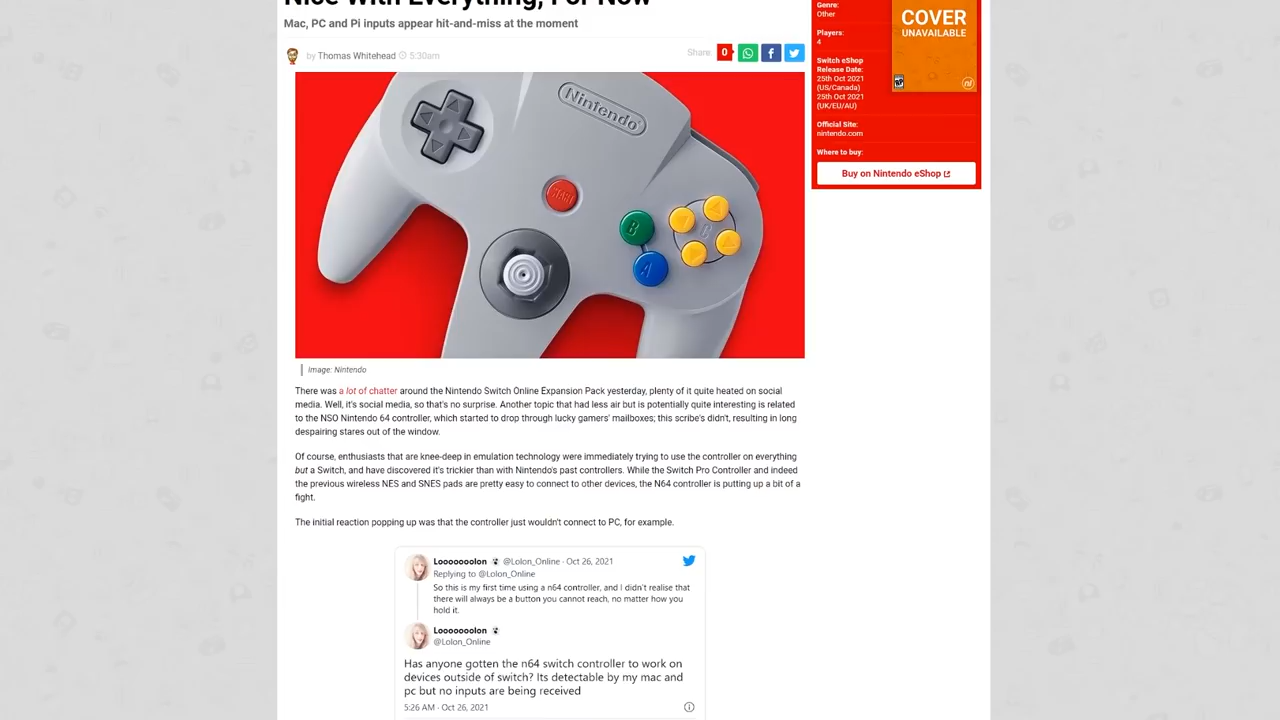 Nice With Everything, For Now
Mac, PC and Pi inputs appear hit-and-miss at the moment
by Thomas Whitehead 5:30am
Share: 0
Nintendo
START
B
A
C
Image: Nintendo
There was a lot of chatter around the Nintendo Switch Online Expansion Pack yesterday, plenty of it quite heated on social
media. Well, it's social media, so that's no surprise. Another topic that had less air but is potentially quite interesting is related
to the NSO Nintendo 64 controller, which started to drop through lucky gamers' mailboxes; this scribe's didn't, resulting in long
despairing stares out of the window.
Of course, enthusiasts that are knee-deep in emulation technology were immediately trying to use the controller on everything
but a Switch, and have discovered it's trickier than with Nintendo's past controllers. While the Switch Pro Controller and indeed
the previous wireless NES and SNES pads are pretty easy to connect to other devices, the N64 controller is putting up a bit of a
fight.
The initial reaction popping up was that the controller just wouldn't connect to PC, for example.
Looooooolon @Lolon_Online · Oct 26, 2021
Replying to @Lolon_Online
So this is my first time using a n64 controller, and I didn't realise that
there will always be a button you cannot reach, no matter how you
hold it.
Looooooolon
@Lolon_Online
Has anyone gotten the n64 switch controller to work on
devices outside of switch? Its detectable by my mac and
pc but no inputs are being received
5:26 AM · Oct 26, 2021
Genre:
Other
Players:
4
Switch eShop
Release Date:
25th Oct 2021
(US/Canada)
25th Oct 2021
(UK/EU/AU)
Official Site:
nintendo.com
Where to buy:
Buy on Nintendo eShop
COVER
UNAVAILABLE
nl